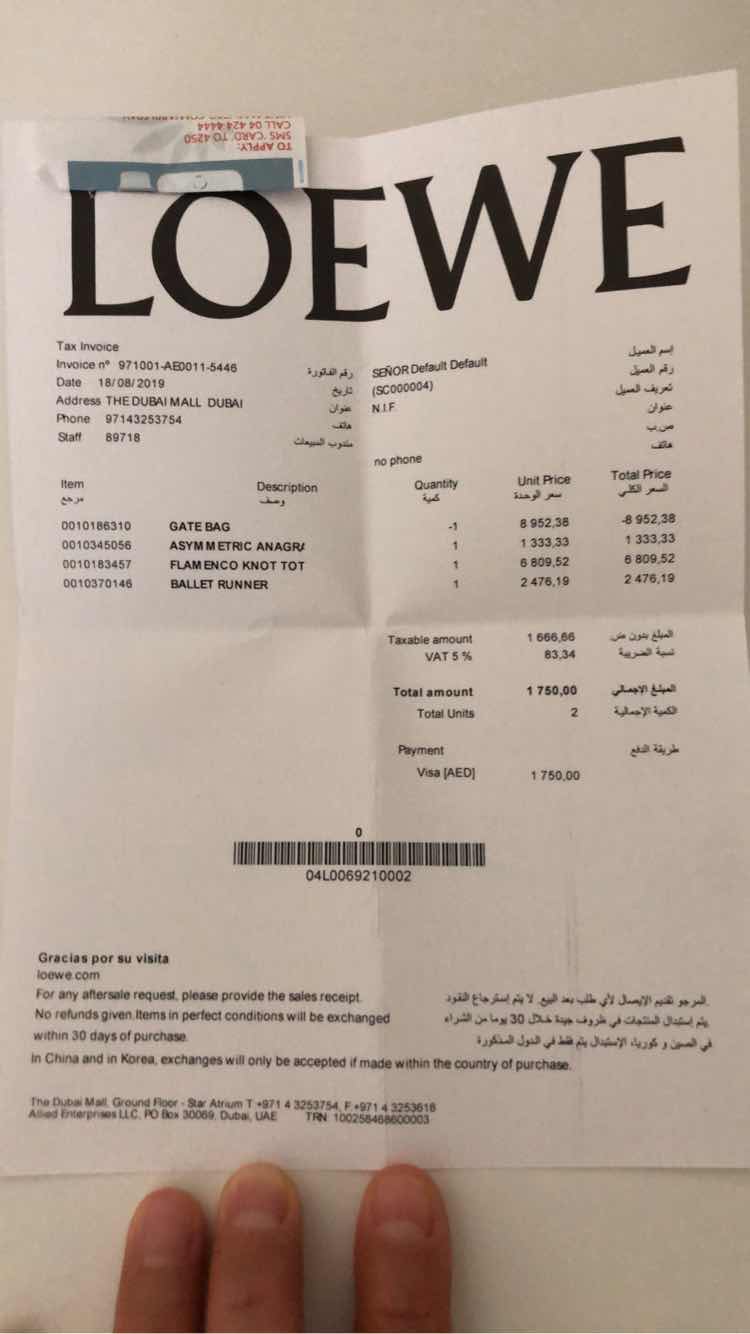 TO APPLY:
SMS 'CARD' TO 4250
CALL 04 424 4444
LOEWE
Tax Invoice
Invoice nº 971001-AE0011-5446 رقم الفاتورة
Date 18/08/2019 تاريخ
Address THE DUBAI MALL DUBAI عنوان
Phone 97143253754 هاتف
Staff 89718 مندوب المبيعات
إسم العميل
SEÑOR Default Default رقم العميل
(SC000004) تعريف العميل
N.I.F. عنوان
ص.ب
هاتف
no phone
Item Description Quantity Unit Price Total Price
مرجع وصف كمية سعر الوحدة السعر الكلي
0010186310 GATE BAG -1 8 952,38 -8 952,38
0010345056 ASYMMETRIC ANAGRA 1 1 333,33 1 333,33
0010183457 FLAMENCO KNOT TOT 1 6 809,52 6 809,52
0010370146 BALLET RUNNER 1 2 476,19 2 476,19
Taxable amount 1 666,66 المبلغ بدون ض
VAT 5 % 83,34 نسبة الضريبة
Total amount 1 750,00 المبلغ الإجمالي
Total Units 2 الكمية الإجمالية
Payment طريقة الدفع
Visa [AED] 1 750,00
0
04L0069210002
Gracias por su visita
loewe.com
For any aftersale request, please provide the sales receipt.
No refunds given.Items in perfect conditions will be exchanged
within 30 days of purchase.
المرجو تقديم الإيصال لأي طلب بعد البيع. لا يتم إسترجاع النقود.
يتم إستبدال المنتجات في ظروف جيدة خلال 30 يوما من الشراء
في الصين و كوريا، الإستبدال يتم فقط في الدول المذكورة
In China and in Korea, exchanges will only be accepted if made within the country of purchase.
The Dubai Mall, Ground Floor - Star Atrium T +971 4 3253754, F +971 4 3253618
Allied Enterprises LLC, PO Box 30069, Dubai, UAE TRN 100258468600003